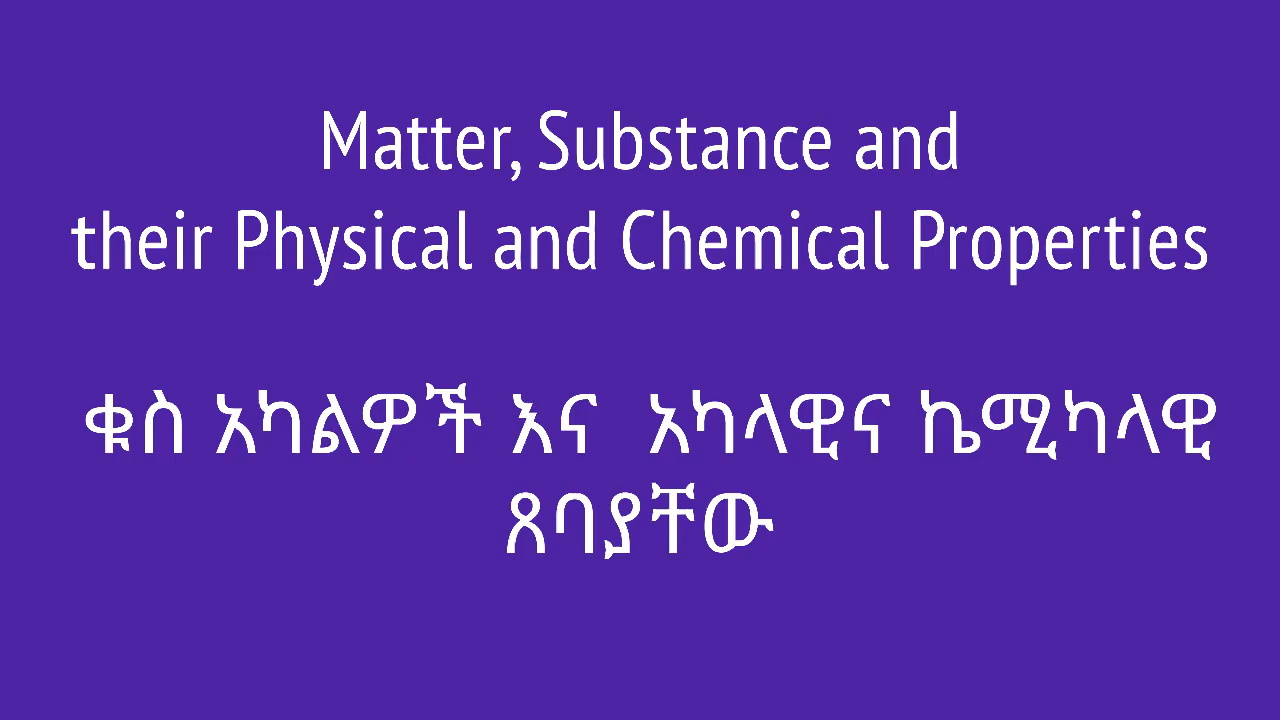 Matter, Substance and
their Physical and Chemical Properties
ቁስ አካልዎች እና አካላዊና ኬሚካላዊ
ጸባያቸው